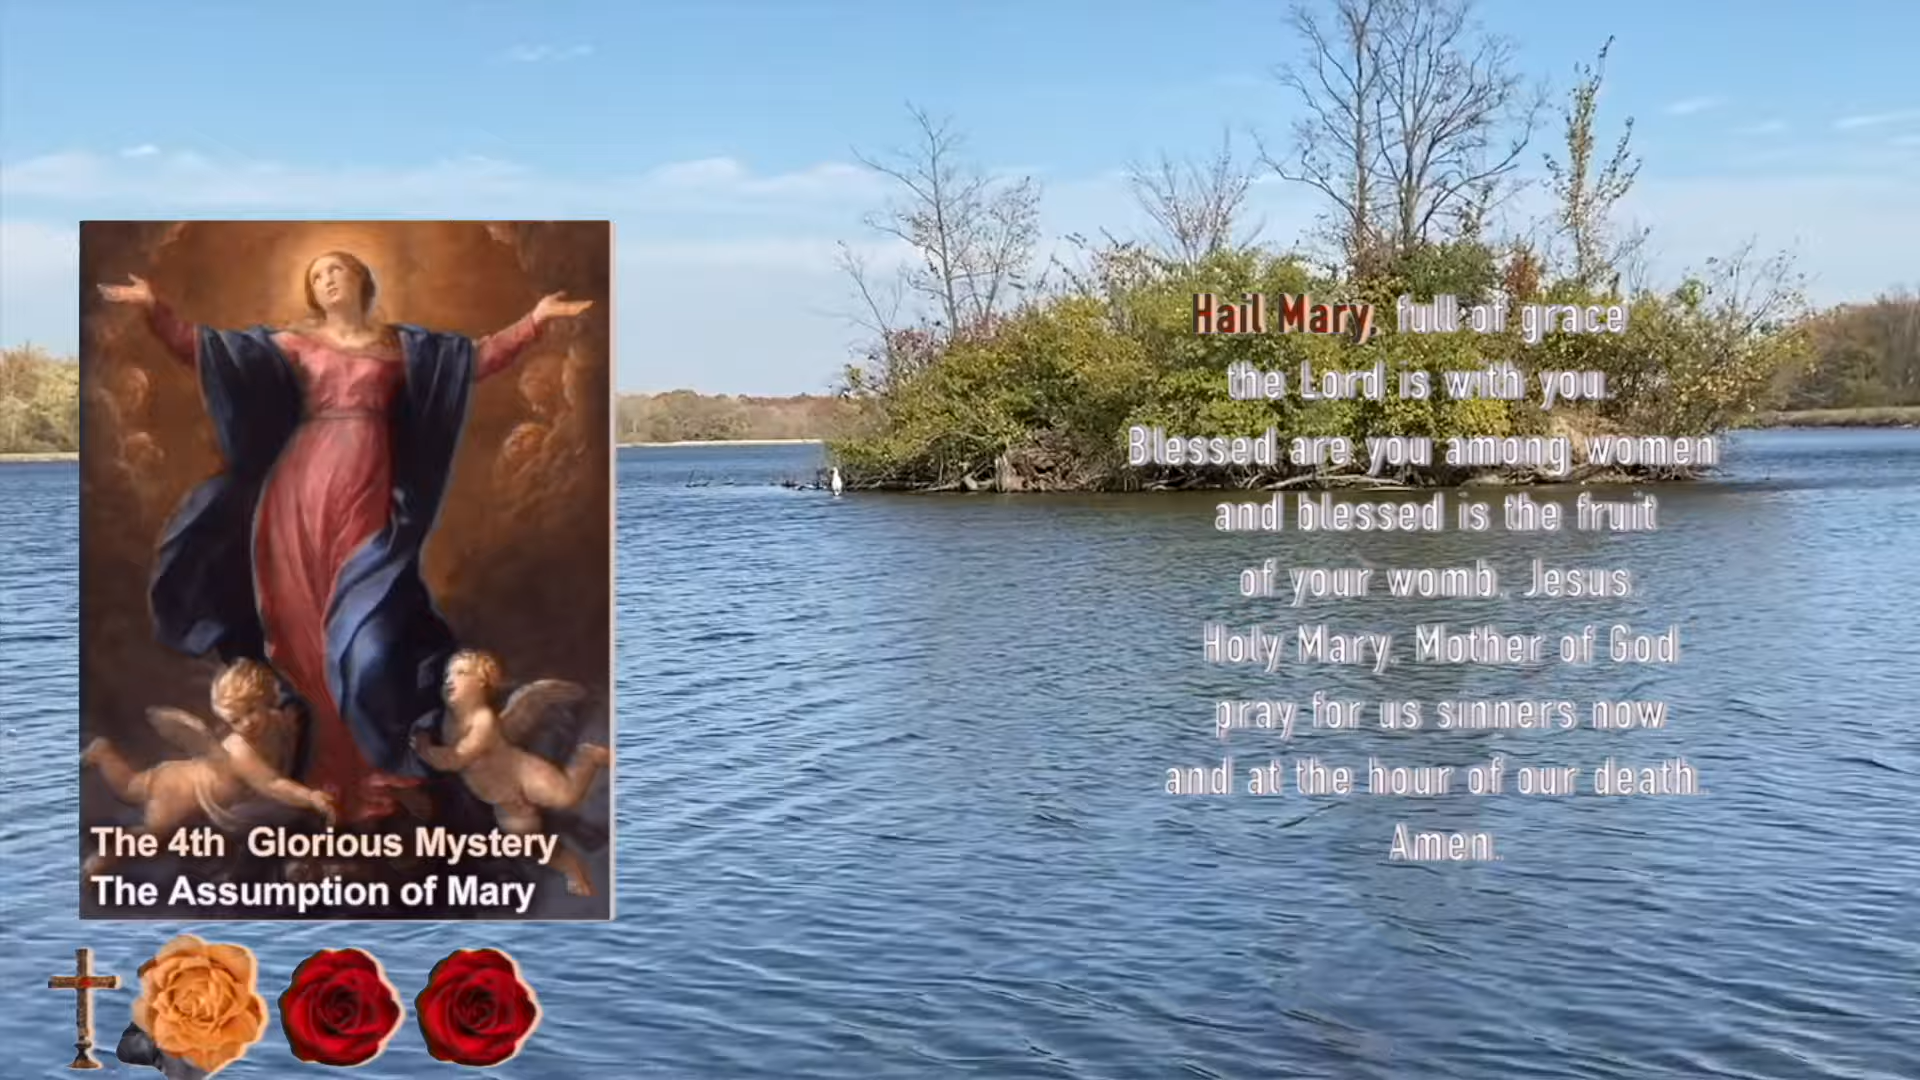 The 4th Glorious Mystery
The Assumption of Mary
Hail Mary, full of grace
the Lord is with you.
Blessed are you among women
and blessed is the fruit
of your womb, Jesus.
Holy Mary, Mother of God
pray for us sinners now
and at the hour of our death.
Amen.